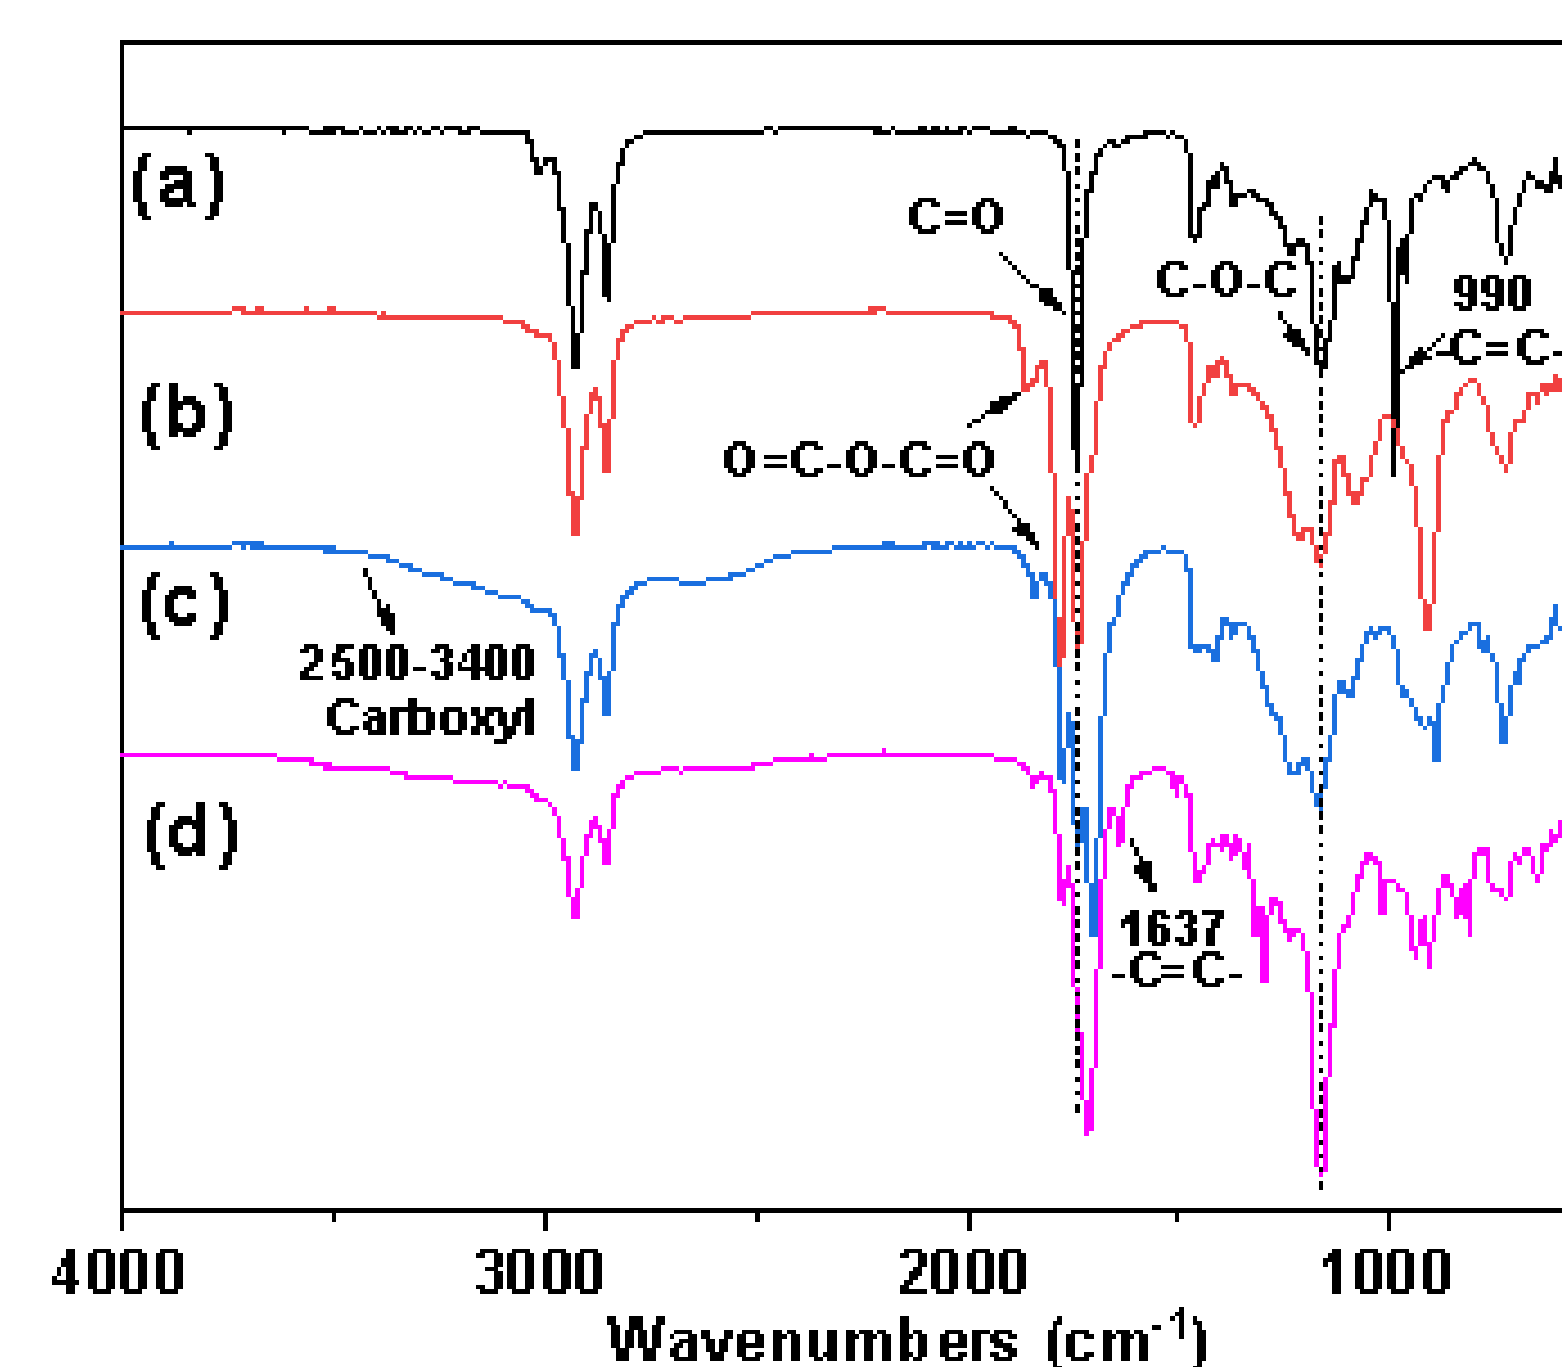 (a)
C=O
C-O-C
990
-C=C-
(b)
O=C-O-C=O
(c)
2500-3400
Carboxyl
(d)
1637
-C=C-
4000 3000 2000 1000
Wavenumbers (cm⁻¹)